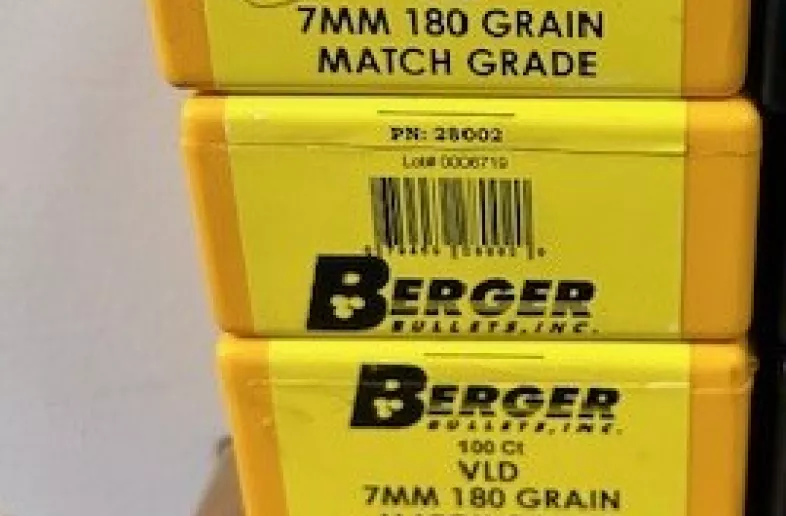 7MM 180 GRAIN
MATCH GRADE
PN: 28002
Lot# 0006719
BERGER
BULLETS, INC.
BERGER
BULLETS, INC.
100 Ct
VLD
7MM 180 GRAIN